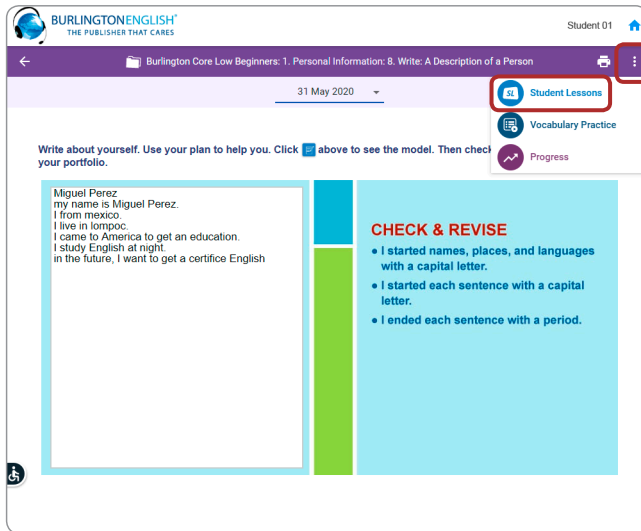 BURLINGTONENGLISH®
THE PUBLISHER THAT CARES
Student 01
Burlington Core Low Beginners: 1. Personal Information: 8. Write: A Description of a Person
31 May 2020
SL Student Lessons
Vocabulary Practice
Progress
Write about yourself. Use your plan to help you. Click above to see the model. Then check
your portfolio.
Miguel Perez
my name is Miguel Perez.
I from mexico.
I live in lompoc.
I came to America to get an education.
I study English at night.
in the future, I want to get a certifice English
CHECK & REVISE
• I started names, places, and languages
with a capital letter.
• I started each sentence with a capital
letter.
• I ended each sentence with a period.